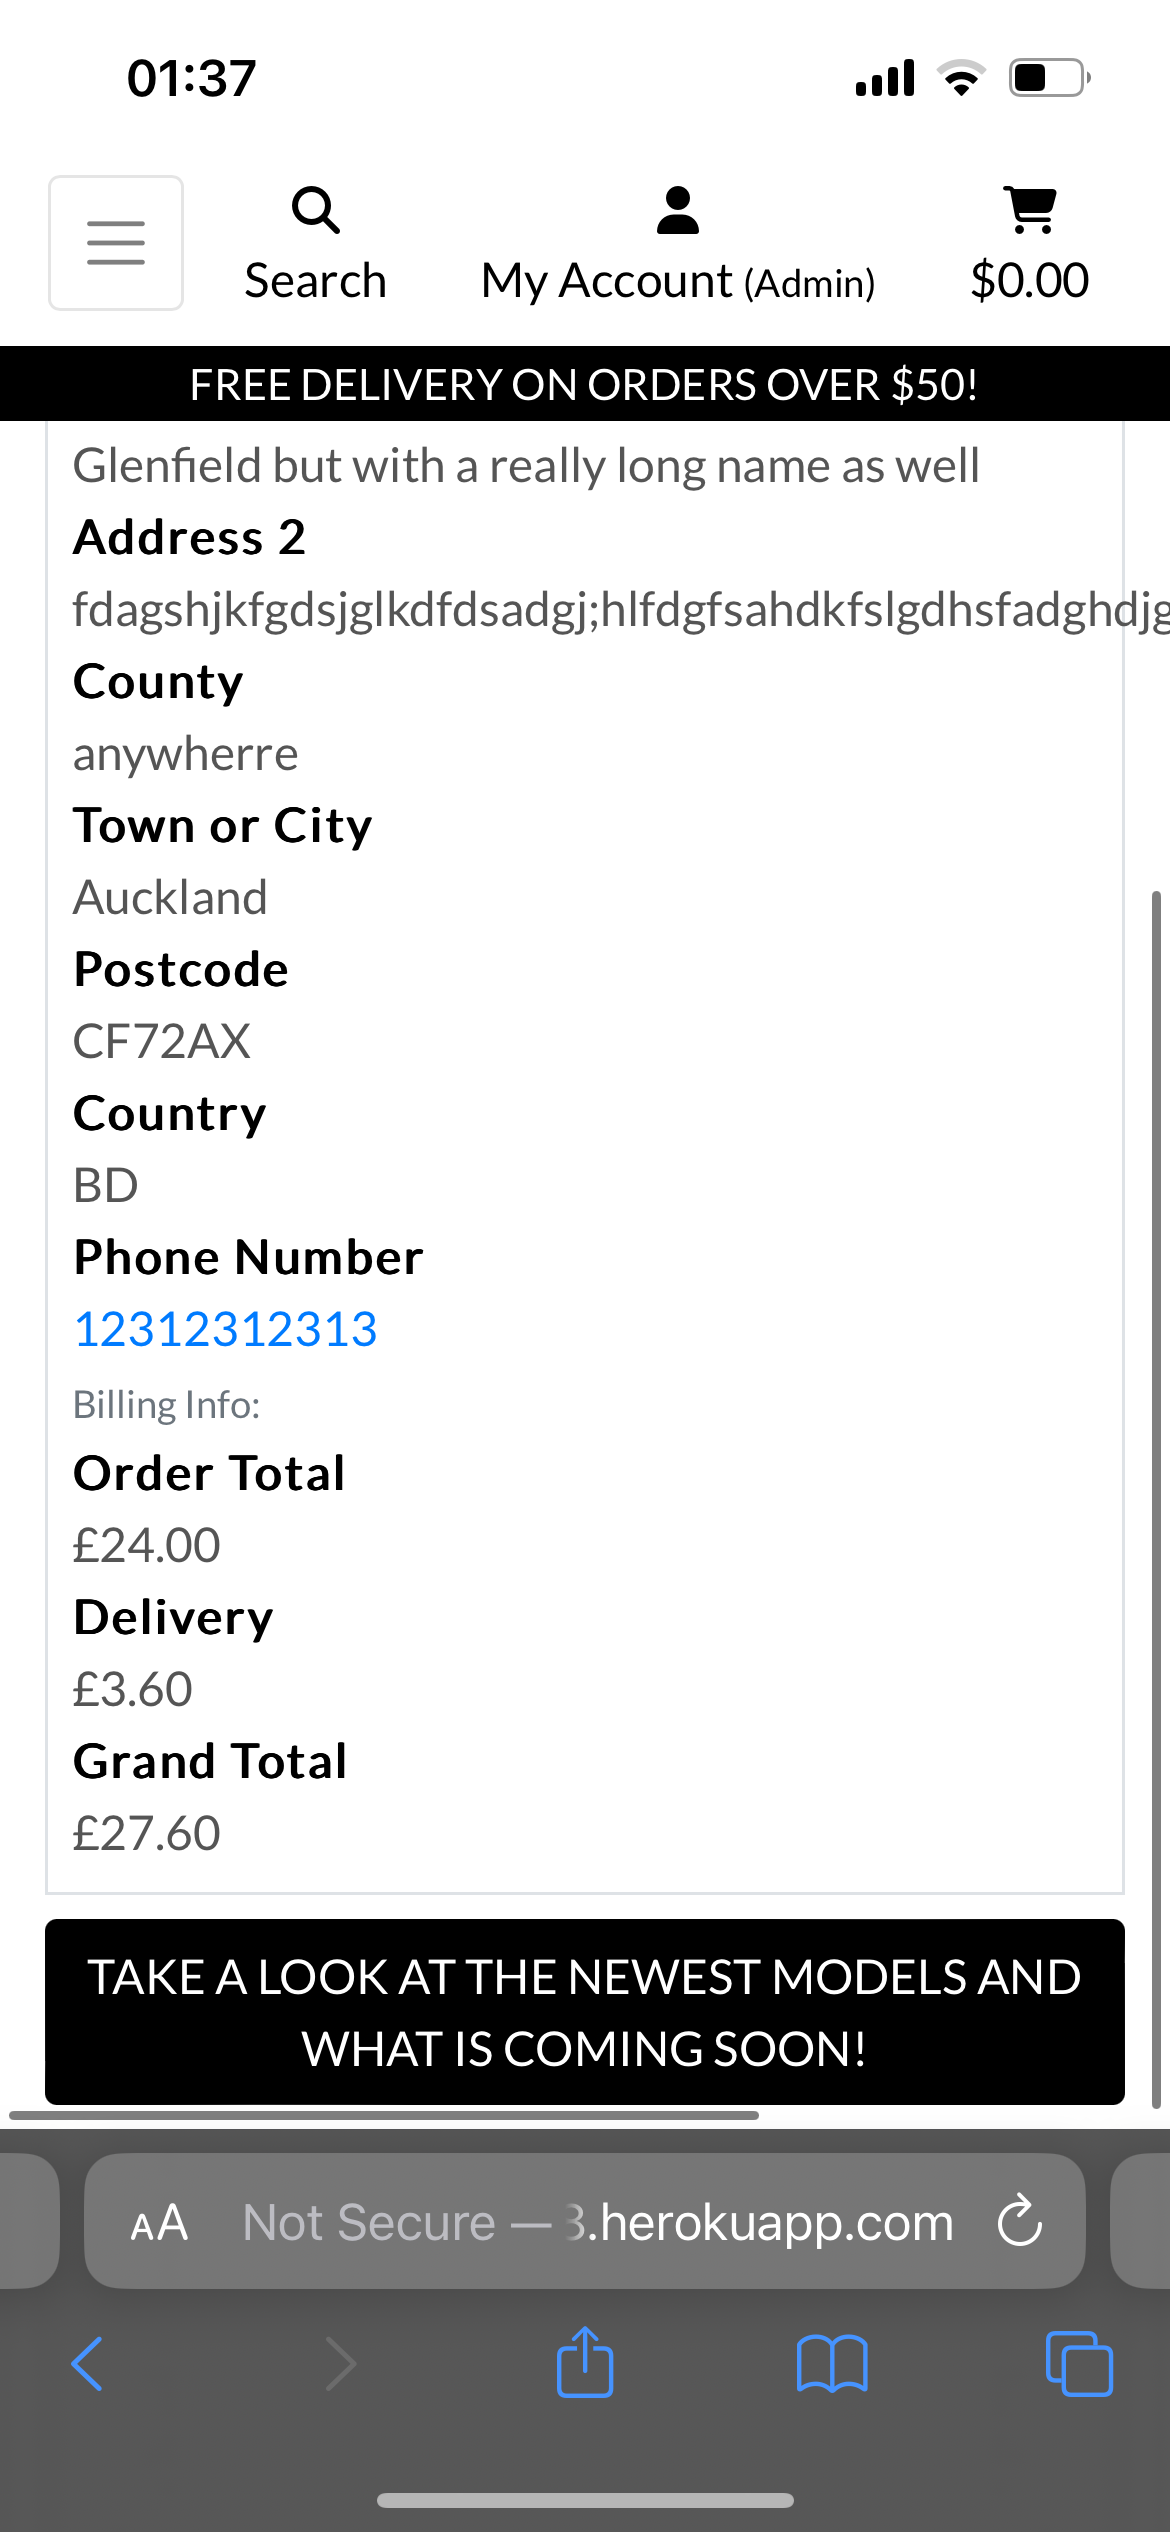 01:37
Search
My Account (Admin)
$0.00
FREE DELIVERY ON ORDERS OVER $50!
Glenfield but with a really long name as well
Address 2
fdagshjkfgdsjglkdfdsadgj;hlfdgfsahdkfslgdhsfadghdjg
County
anywherre
Town or City
Auckland
Postcode
CF72AX
Country
BD
Phone Number
12312312313
Billing Info:
Order Total
£24.00
Delivery
£3.60
Grand Total
£27.60
TAKE A LOOK AT THE NEWEST MODELS AND
WHAT IS COMING SOON!
AA Not Secure — 3.herokuapp.com